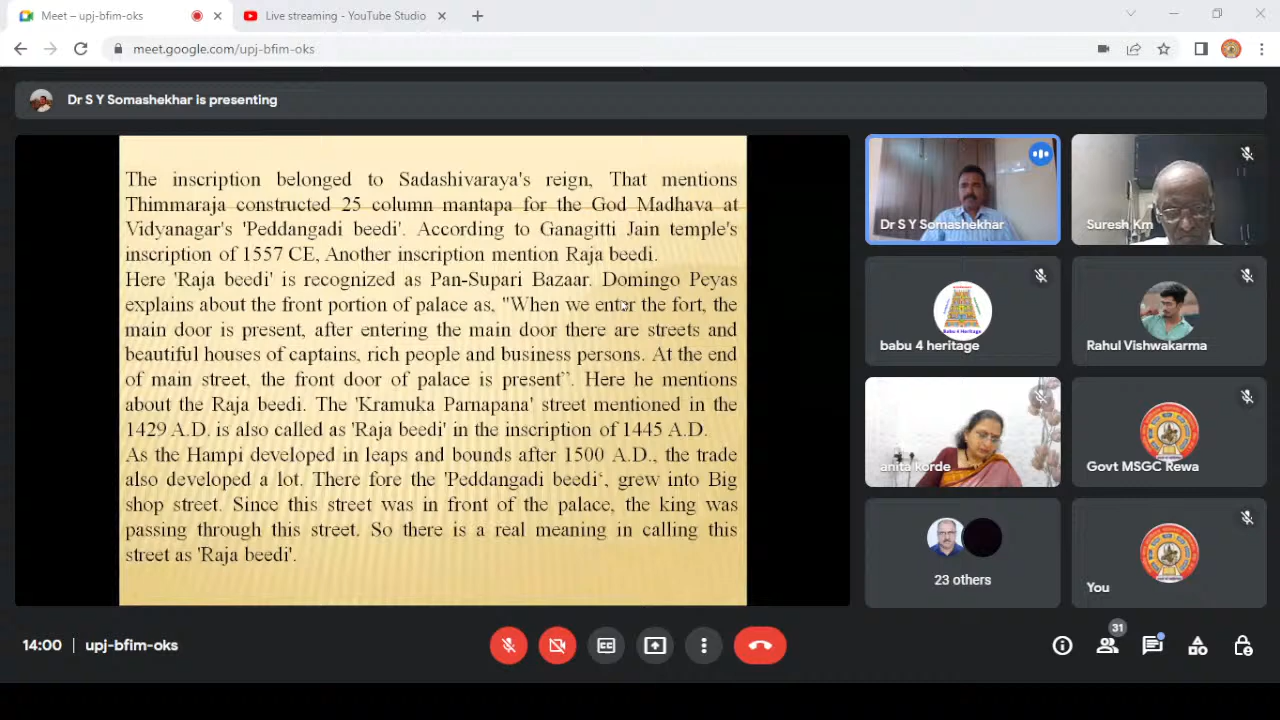 Meet – upj-bfim-oks
Live streaming - YouTube Studio
meet.google.com/upj-bfim-oks
Dr S Y Somashekhar is presenting
The inscription belonged to Sadashivaraya's reign, That mentions
Thimmaraja constructed 25 column mantapa for the God Madhava at
Vidyanagar's 'Peddangadi beedi'. According to Ganagitti Jain temple's
inscription of 1557 CE, Another inscription mention Raja beedi.
Here 'Raja beedi' is recognized as Pan-Supari Bazaar. Domingo Peyas
explains about the front portion of palace as, "When we enter the fort, the
main door is present, after entering the main door there are streets and
beautiful houses of captains, rich people and business persons. At the end
of main street, the front door of palace is present". Here he mentions
about the Raja beedi. The 'Kramuka Parnapana' street mentioned in the
1429 A.D. is also called as 'Raja beedi' in the inscription of 1445 A.D.
As the Hampi developed in leaps and bounds after 1500 A.D., the trade
also developed a lot. There fore the 'Peddangadi beedi‘, grew into Big
shop street. Since this street was in front of the palace, the king was
passing through this street. So there is a real meaning in calling this
street as 'Raja beedi'.
Dr S Y Somashekhar
Suresh Km
babu 4 heritage
Rahul Vishwakarma
anita korde
Govt MSGC Rewa
23 others
You
14:00 | upj-bfim-oks
CC
31